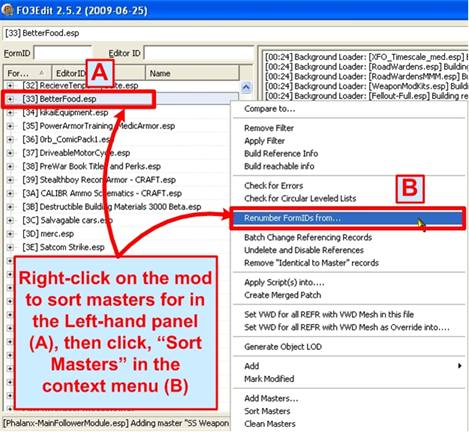 FO3Edit 2.5.2 (2009-06-25)
[33] BetterFood.esp
FormID
Editor ID
For...
EditorID
Name
[32] RecieveTen
te.esp
[33] BetterFood.esp
[34] kikaiEquipment.esp
[35] PowerArmorTraining
MedicArmor.esp
[36] 0rb_ComicPack1.esp
[37] DriveableMotorCycle.esp
[38] PreWar Book Titles and Perks.esp
[39] Stealthboy Recon Armor - CRAFT.esp
[3A] CALIBR Ammo Schematics - CRAFT.esp
[3B] Destructible Building Materials 3000 Beta.esp
[3C] Salvagable cars.esp
[3D] merc.esp
[3E] Satcom Strike.esp
A
Right-click on the mod
to sort masters for in
the Left-hand panel
(A), then click, “Sort
Masters” in the
context menu (B)
[Phalanx-MainFollowerModule.esp] Adding master "SS Weapon
[00:24] Background Loader: [XFO_Timescale_med.esp] B
[00:24] Background Loader: [RoadWardens.esp] Building
[00:24] Background Loader: [RoadWardensMMM.esp] Bu
[00:24] Background Loader: [WeaponModKits.esp] Build
[00:24] Background Loader: [Fellout-Full.esp] Building re
Compare to...
Remove Filter
Apply Filter
Build Reference Info
Build reachable info
Check for Errors
Check for Circular Leveled Lists
B
Renumber FormIDs from...
Batch Change Referencing Records
Undelete and Disable References
Remove "Identical to Master" records
Apply Script(s) into....
Create Merged Patch
Set VWD for all REFR with VWD Mesh in this file
Set VWD for all REFR with VWD Mesh as Override into....
Generate Object LOD
Add
Mark Modified
Add Masters...
Sort Masters
Clean Masters